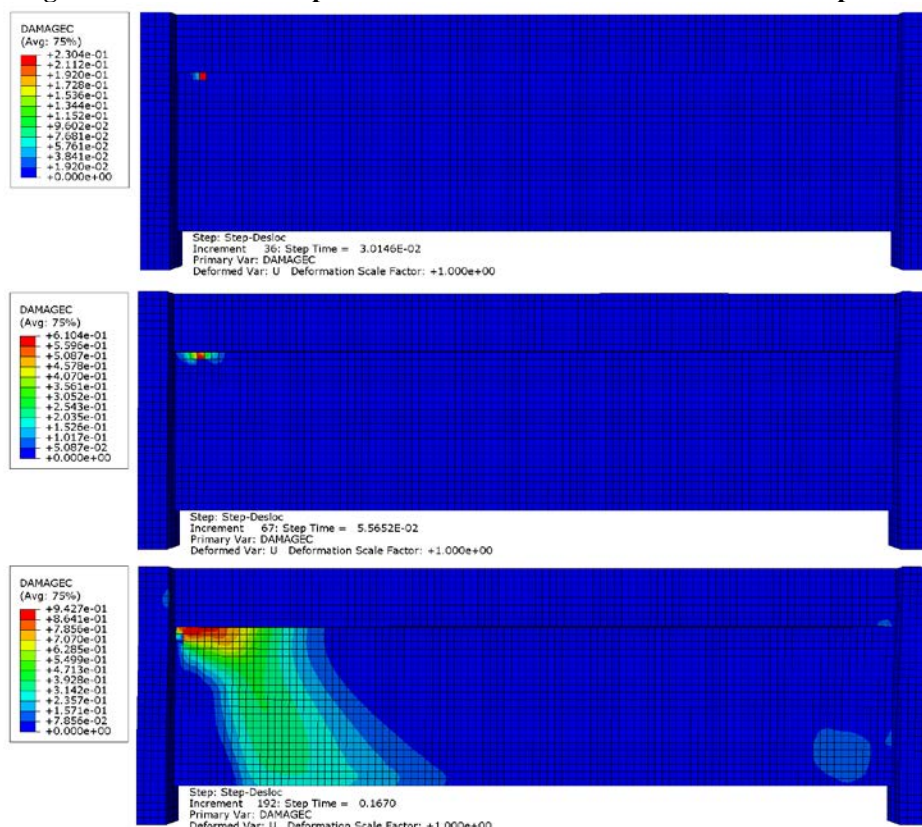 DAMAGEC
(Avg: 75%)
+2.304e-01
+2.112e-01
+1.920e-01
+1.728e-01
+1.536e-01
+1.344e-01
+1.152e-01
+9.602e-02
+7.681e-02
+5.761e-02
+3.841e-02
+1.920e-02
+0.000e+00
Step: Step-Desloc
Increment 36: Step Time = 3.0146E-02
Primary Var: DAMAGEC
Deformed Var: U Deformation Scale Factor: +1.000e+00
DAMAGEC
(Avg: 75%)
+6.104e-01
+5.596e-01
+5.087e-01
+4.578e-01
+4.070e-01
+3.561e-01
+3.052e-01
+2.543e-01
+2.035e-01
+1.526e-01
+1.017e-01
+5.087e-02
+0.000e+00
Step: Step-Desloc
Increment 67: Step Time = 5.5652E-02
Primary Var: DAMAGEC
Deformed Var: U Deformation Scale Factor: +1.000e+00
DAMAGEC
(Avg: 75%)
+9.427e-01
+8.641e-01
+7.856e-01
+7.070e-01
+6.285e-01
+5.499e-01
+4.713e-01
+3.928e-01
+3.142e-01
+2.357e-01
+1.571e-01
+7.856e-02
+0.000e+00
Step: Step-Desloc
Increment 192: Step Time = 0.1670
Primary Var: DAMAGEC
Deformed Var: U Deformation Scale Factor: +1.000e+00